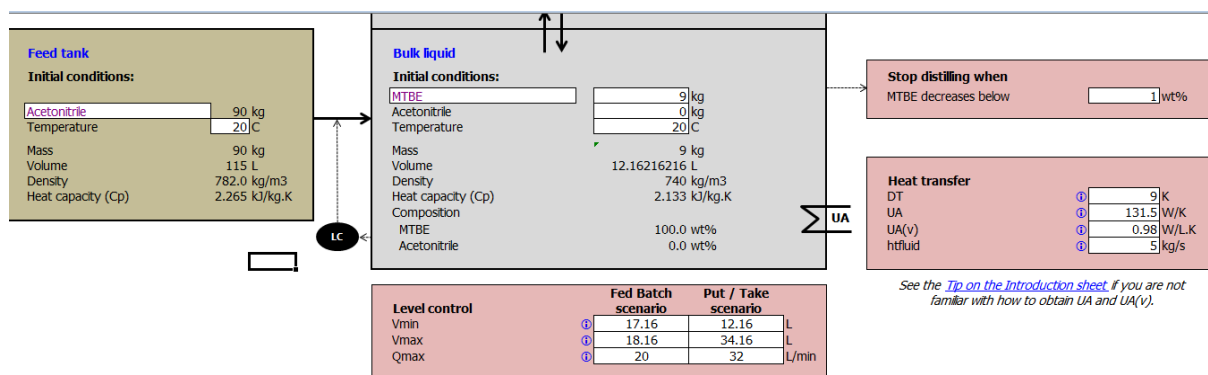 Feed tank
Initial conditions:
Acetonitrile 90 kg
Temperature 20 C
Mass 90 kg
Volume 115 L
Density 782.0 kg/m3
Heat capacity (Cp) 2.265 kJ/kg.K
LC
Bulk liquid
Initial conditions:
MTBE 9 kg
Acetonitrile 0 kg
Temperature 20 C
Mass 9 kg
Volume 12.16216216 L
Density 740 kg/m3
Heat capacity (Cp) 2.133 kJ/kg.K
Composition
MTBE 100.0 wt%
Acetonitrile 0.0 wt%
UA
Stop distilling when
MTBE decreases below 1 wt%
Heat transfer
DT 9 K
UA 131.5 W/K
UA(v) 0.98 W/L.K
htfluid 5 kg/s
See the Tip on the Introduction sheet if you are not
familiar with how to obtain UA and UA(v).
Fed Batch Put / Take
Level control scenario scenario
Vmin 17.16 12.16 L
Vmax 18.16 34.16 L
Qmax 20 32 L/min